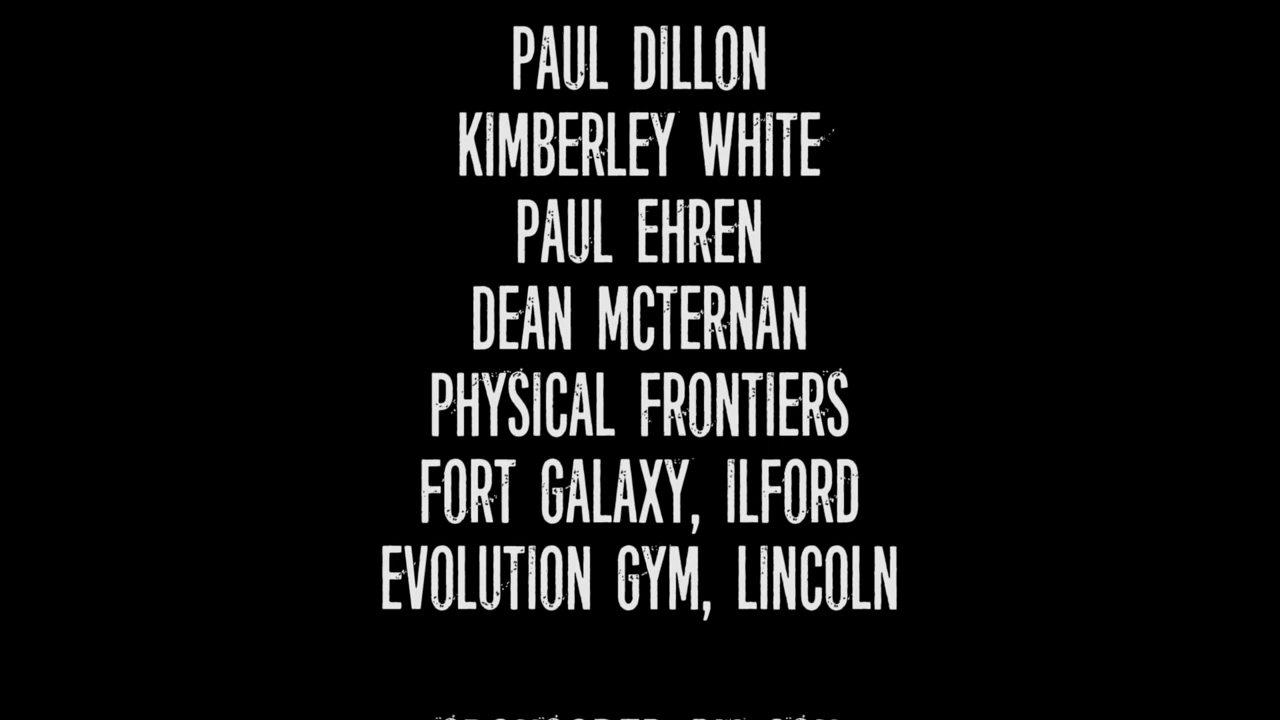 PAUL DILLON
KIMBERLEY WHITE
PAUL EHREN
DEAN MCTERNAN
PHYSICAL FRONTIERS
FORT GALAXY, ILFORD
EVOLUTION GYM, LINCOLN